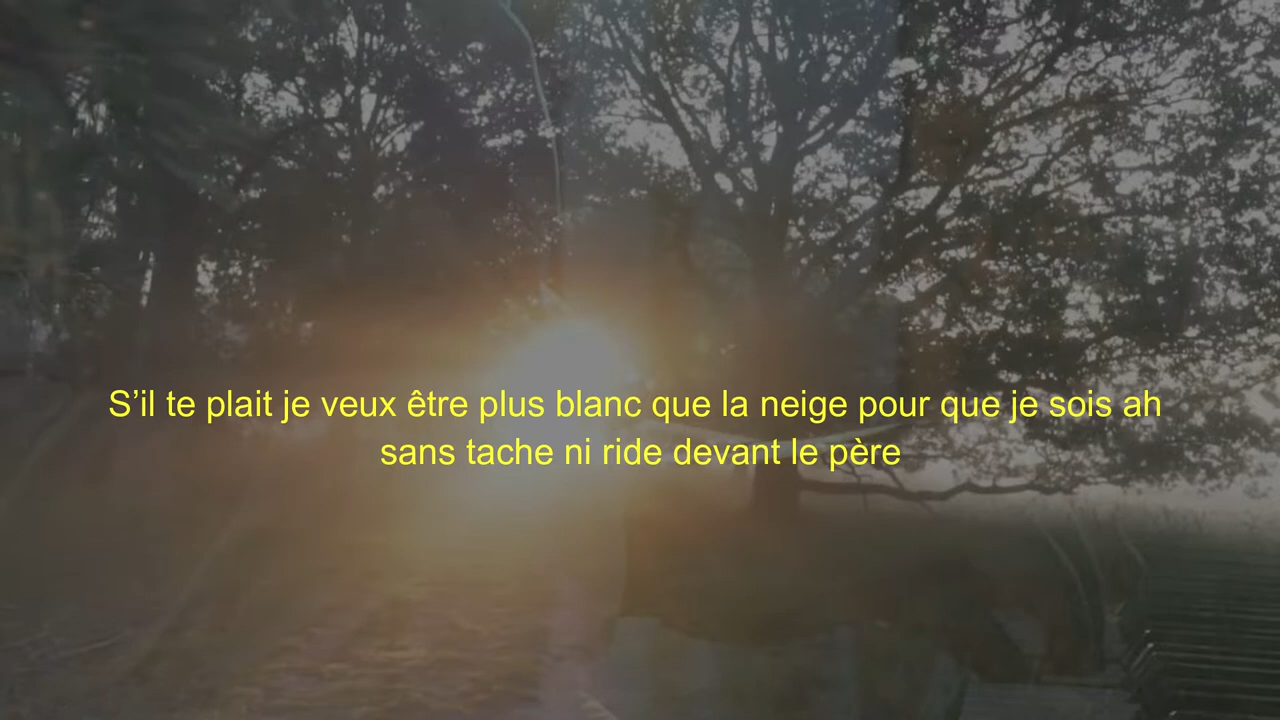 S’il te plait je veux être plus blanc que la neige pour que je sois ah
sans tache ni ride devant le père